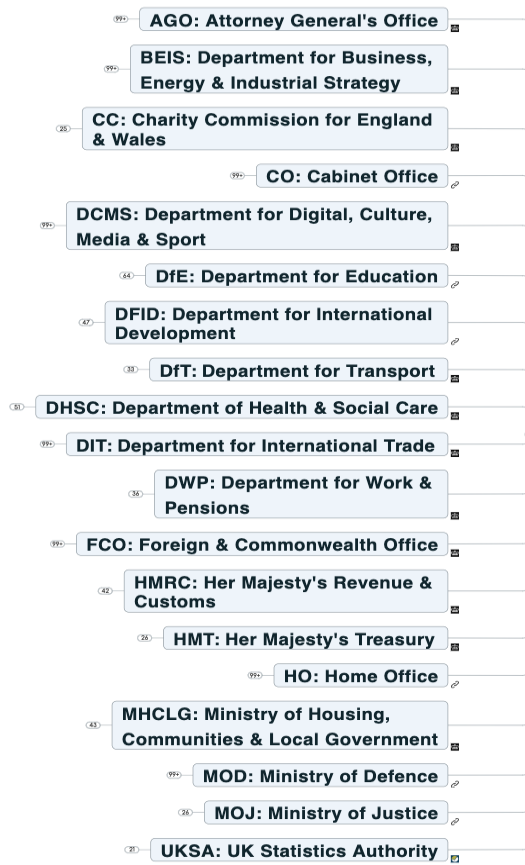 99+
AGO: Attorney General's Office
99+
BEIS: Department for Business,
Energy & Industrial Strategy
25
CC: Charity Commission for England
& Wales
99+
CO: Cabinet Office
99+
DCMS: Department for Digital, Culture,
Media & Sport
64
DfE: Department for Education
47
DFID: Department for International
Development
33
DfT: Department for Transport
51
DHSC: Department of Health & Social Care
99+
DIT: Department for International Trade
36
DWP: Department for Work &
Pensions
99+
FCO: Foreign & Commonwealth Office
42
HMRC: Her Majesty's Revenue &
Customs
26
HMT: Her Majesty's Treasury
99+
HO: Home Office
43
MHCLG: Ministry of Housing,
Communities & Local Government
99+
MOD: Ministry of Defence
26
MOJ: Ministry of Justice
21
UKSA: UK Statistics Authority